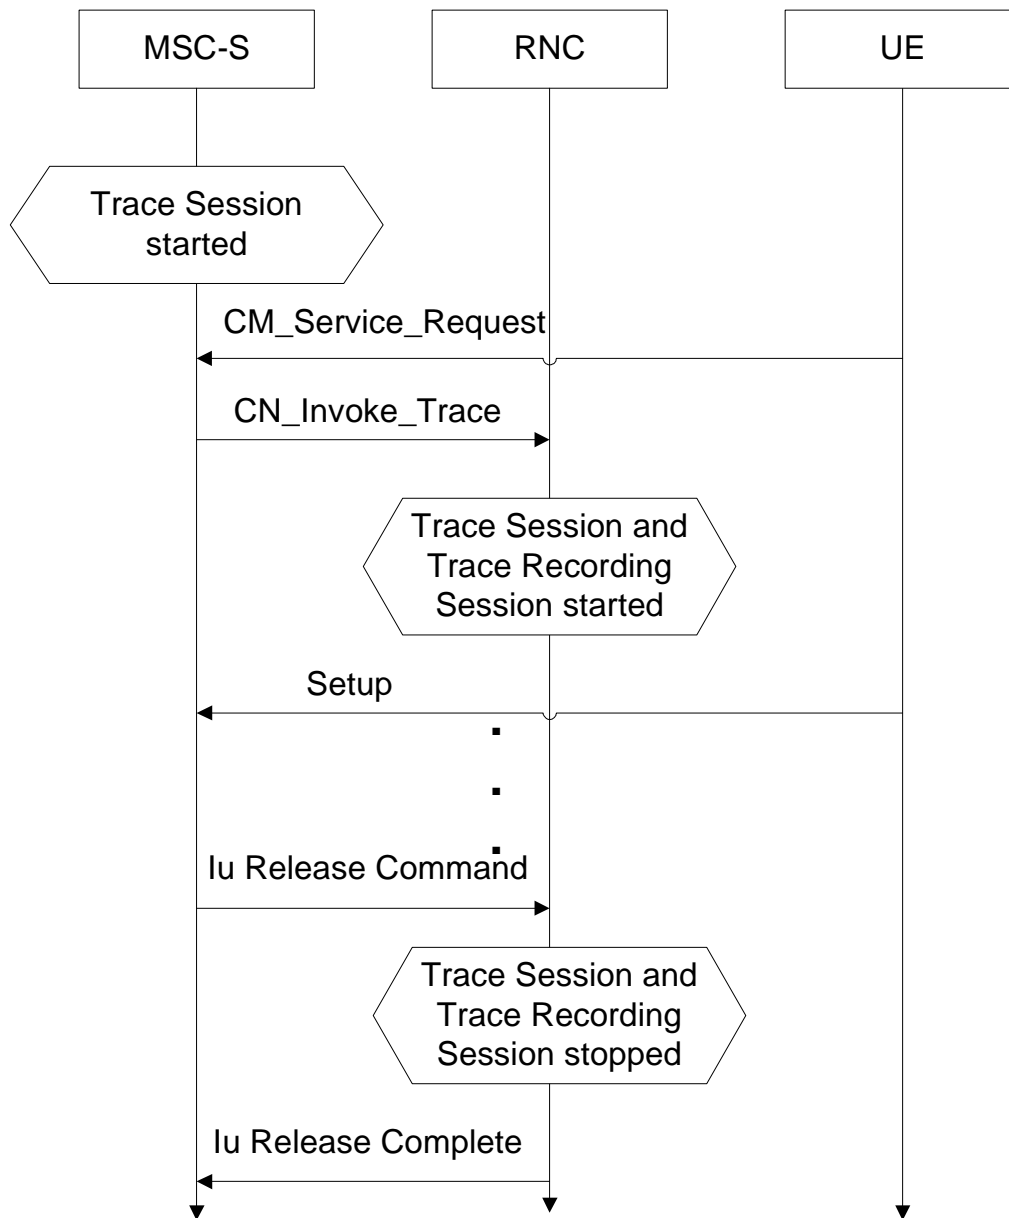 MSC-S
RNC
UE
Trace Session
started
CM_Service_Request
CN_Invoke_Trace
Trace Session and
Trace Recording
Session started
Setup
Iu Release Command
Trace Session and
Trace Recording
Session stopped
Iu Release Complete